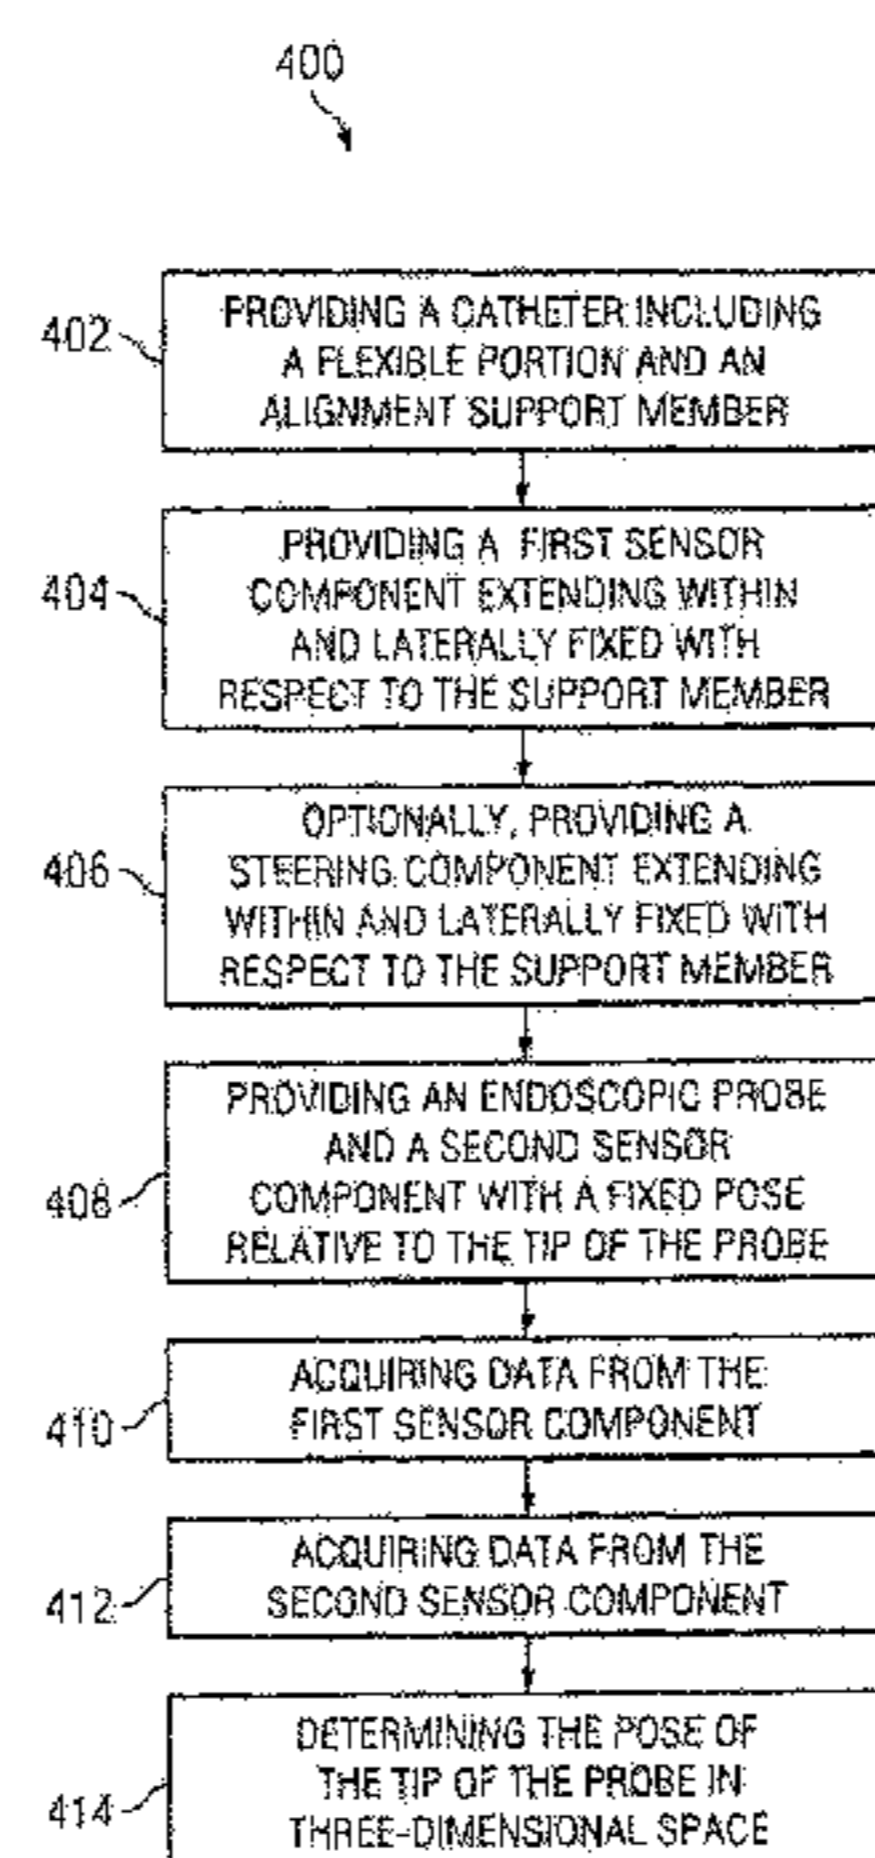 400
402
PROVIDING A CATHETER INCLUDING
A FLEXIBLE PORTION AND AN
ALIGNMENT SUPPORT MEMBER
404
PROVIDING A FIRST SENSOR
COMPONENT EXTENDING WITHIN
AND LATERALLY FIXED WITH
RESPECT TO THE SUPPORT MEMBER
406
OPTIONALLY, PROVIDING A
STEERING COMPONENT EXTENDING
WITHIN AND LATERALLY FIXED WITH
RESPECT TO THE SUPPORT MEMBER
408
PROVIDING AN ENDOSCOPIC PROBE
AND A SECOND SENSOR
COMPONENT WITH A FIXED POSE
RELATIVE TO THE TIP OF THE PROBE
410
ACQUIRING DATA FROM THE
FIRST SENSOR COMPONENT
412
ACQUIRING DATA FROM THE
SECOND SENSOR COMPONENT
414
DETERMINING THE POSE OF
THE TIP OF THE PROBE IN
THREE-DIMENSIONAL SPACE